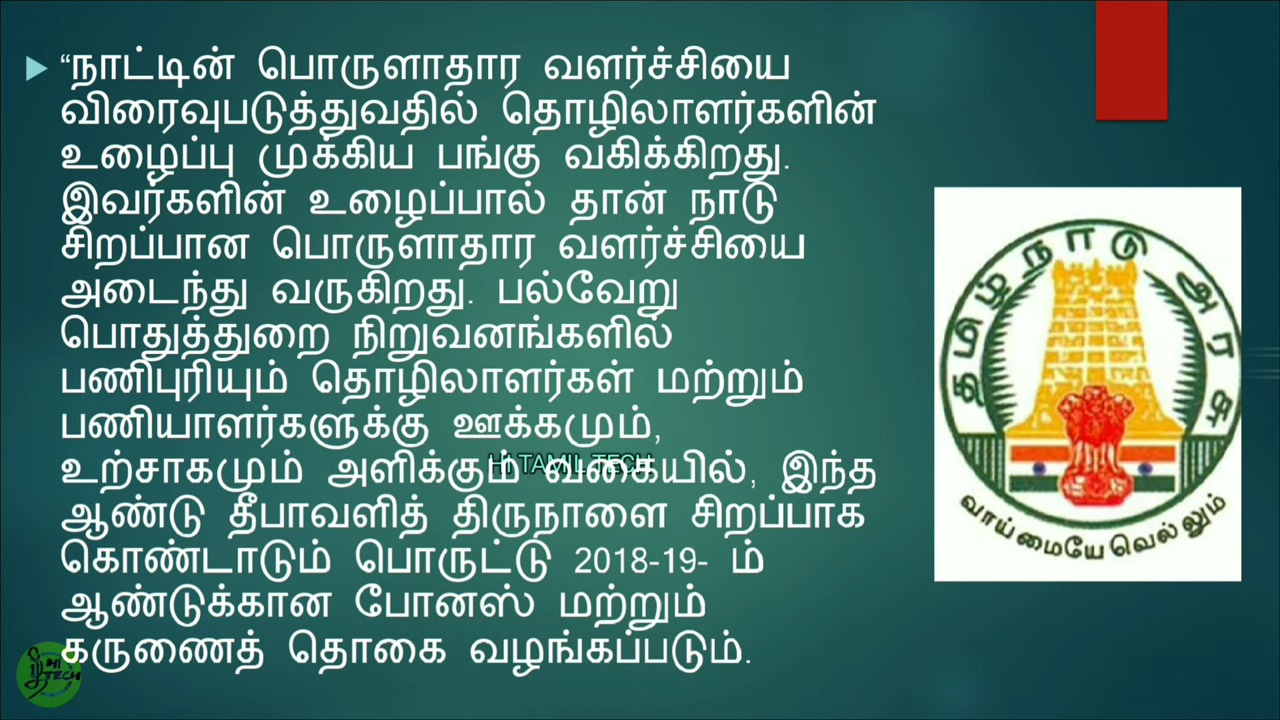 “நாட்டின் பொருளாதார வளர்ச்சியை
விரைவுபடுத்துவதில் தொழிலாளர்களின்
உழைப்பு முக்கிய பங்கு வகிக்கிறது.
இவர்களின் உழைப்பால் தான் நாடு
சிறப்பான பொருளாதார வளர்ச்சியை
அடைந்து வருகிறது. பல்வேறு
பொதுத்துறை நிறுவனங்களில்
பணிபுரியும் தொழிலாளர்கள் மற்றும்
பணியாளர்களுக்கு ஊக்கமும்,
உற்சாகமும் அளிக்கும் வகையில், இந்த
ஆண்டு தீபாவளித் திருநாளை சிறப்பாக
கொண்டாடும் பொருட்டு 2018-19- ம்
ஆண்டுக்கான போனஸ் மற்றும்
கருணைத் தொகை வழங்கப்படும்.
HI TAMIL TECH
தமிழ்நாடு அரசு
வாய்மையே வெல்லும்
HI
TECH